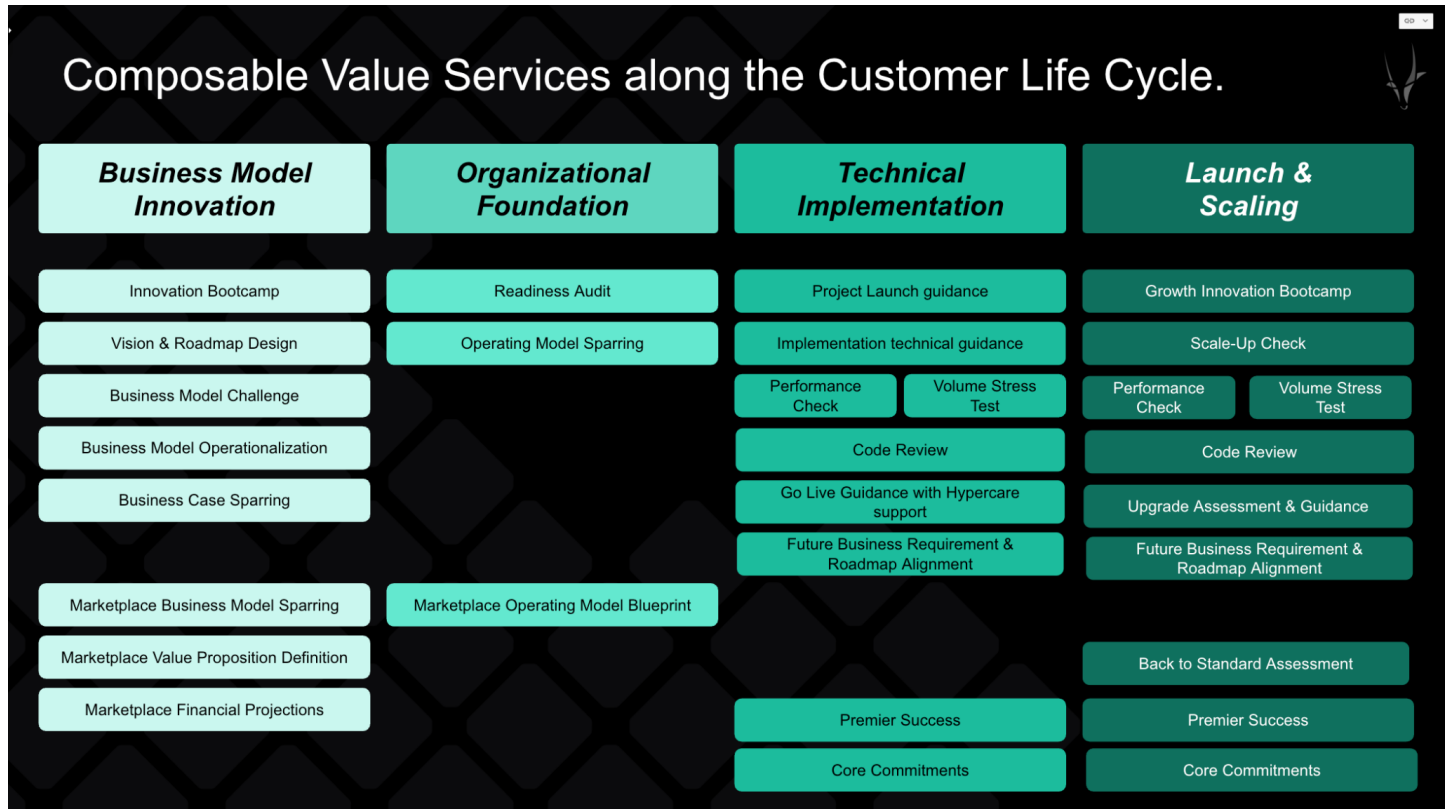 Composable Value Services along the Customer Life Cycle.
Business Model
Innovation
Innovation Bootcamp
Vision & Roadmap Design
Business Model Challenge
Business Model Operationalization
Business Case Sparring
Marketplace Business Model Sparring
Marketplace Value Proposition Definition
Marketplace Financial Projections
Organizational
Foundation
Readiness Audit
Operating Model Sparring
Marketplace Operating Model Blueprint
Technical
Implementation
Project Launch guidance
Implementation technical guidance
Performance
Check
Volume Stress
Test
Code Review
Go Live Guidance with Hypercare
support
Future Business Requirement &
Roadmap Alignment
Premier Success
Core Commitments
Launch &
Scaling
Growth Innovation Bootcamp
Scale-Up Check
Performance
Check
Volume Stress
Test
Code Review
Upgrade Assessment & Guidance
Future Business Requirement &
Roadmap Alignment
Back to Standard Assessment
Premier Success
Core Commitments